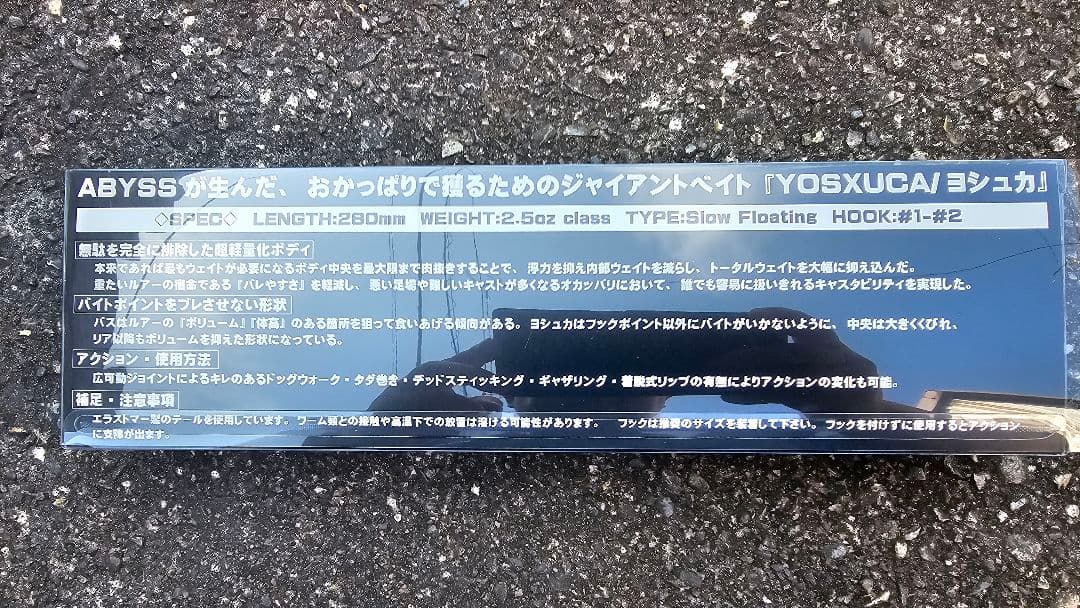 ABYSSが生んだ、おかっぱりで獲るためのジャイアントベイト『YOSXUCA/ヨシュカ』
◇SPEC◇ LENGTH:280mm WEIGHT:2.5oz class TYPE:Slow Floating HOOK:#1-#2
無駄を完全に排除した超軽量化ボディ
本来であれば最もウェイトが必要になるボディ中央を最大限まで肉抜きをすることで、浮力を抑え内部ウェイトを減らし、トータルウェイトを大幅に抑え込んだ。
重たいルアーの宿命である『バレやすさ』を軽減し、悪い足場や難しいキャストが多くなるオカッパリにおいて、誰でも容易に扱いきれるキャスタビリティを実現した。
バイトポイントをブレさせない形状
バスはルアーの『ボリューム』『体高』のある箇所を狙って食いあげる傾向がある。ヨシュカはフックポイント以外にバイトがいかないように、中央は大きくくびれ、
リア以降もボリュームを抑えた形状になっている。
アクション・使用方法
広可動ジョイントによるキレのあるドッグウォーク・タダ巻き・デッドスティッキング・ギャザリング・着脱式リップの有無によりアクションの変化も可能。
補足・注意事項
エラストマー製のテールを使用しています。ワーム類との接触や高温下での放置は溶ける可能性があります。 フックは推奨のサイズを装着して下さい。フックを付けずに使用するとアクション
に支障が出ます。